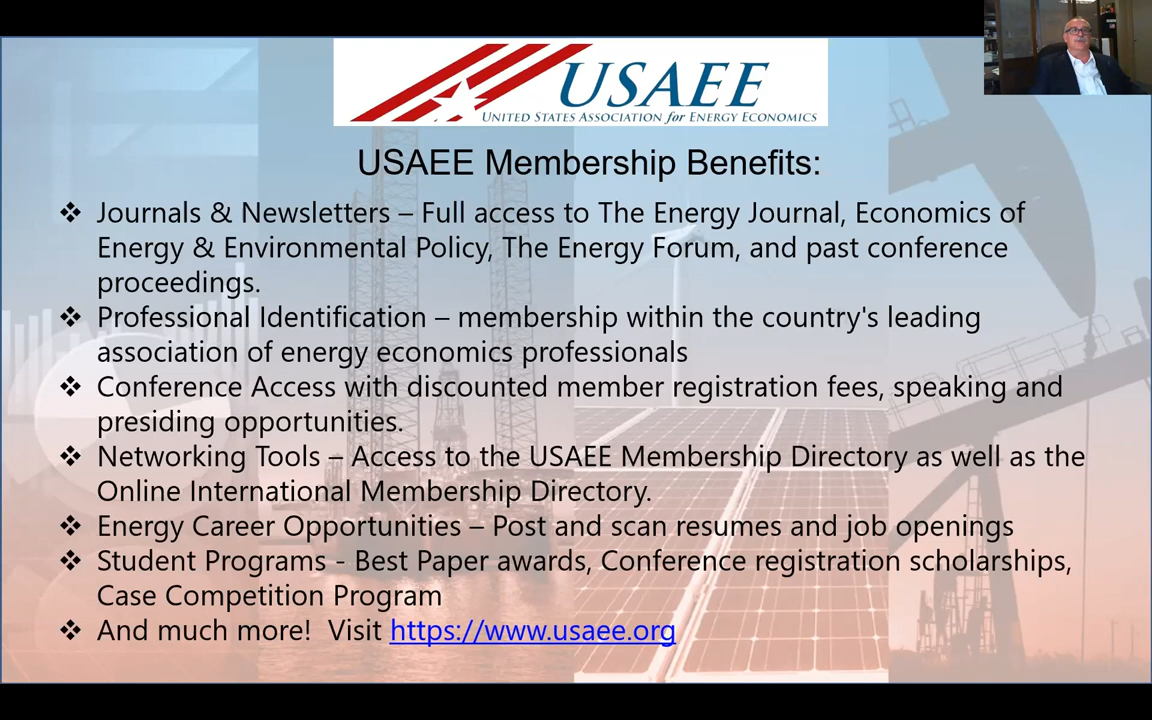 USAEE
UNITED STATES ASSOCIATION for ENERGY ECONOMICS
USAEE Membership Benefits:
❖ Journals & Newsletters – Full access to The Energy Journal, Economics of
Energy & Environmental Policy, The Energy Forum, and past conference
proceedings.
❖ Professional Identification – membership within the country's leading
association of energy economics professionals
❖ Conference Access with discounted member registration fees, speaking and
presiding opportunities.
❖ Networking Tools – Access to the USAEE Membership Directory as well as the
Online International Membership Directory.
❖ Energy Career Opportunities – Post and scan resumes and job openings
❖ Student Programs - Best Paper awards, Conference registration scholarships,
Case Competition Program
❖ And much more!  Visit https://www.usaee.org